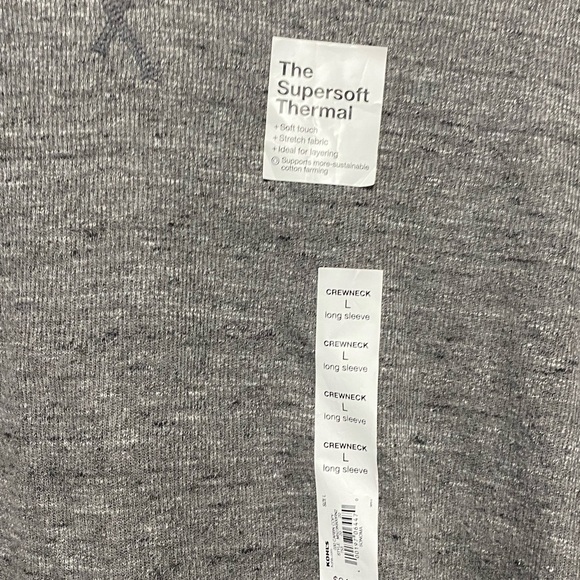 The
Supersoft
Thermal
+ Soft touch
+ Stretch fabric
+ Ideal for layering
Supports more-sustainable
cotton farming
CREWNECK
L
long sleeve
CREWNECK
L
long sleeve
CREWNECK
L
long sleeve
CREWNECK
L
long sleeve
KOHL'S